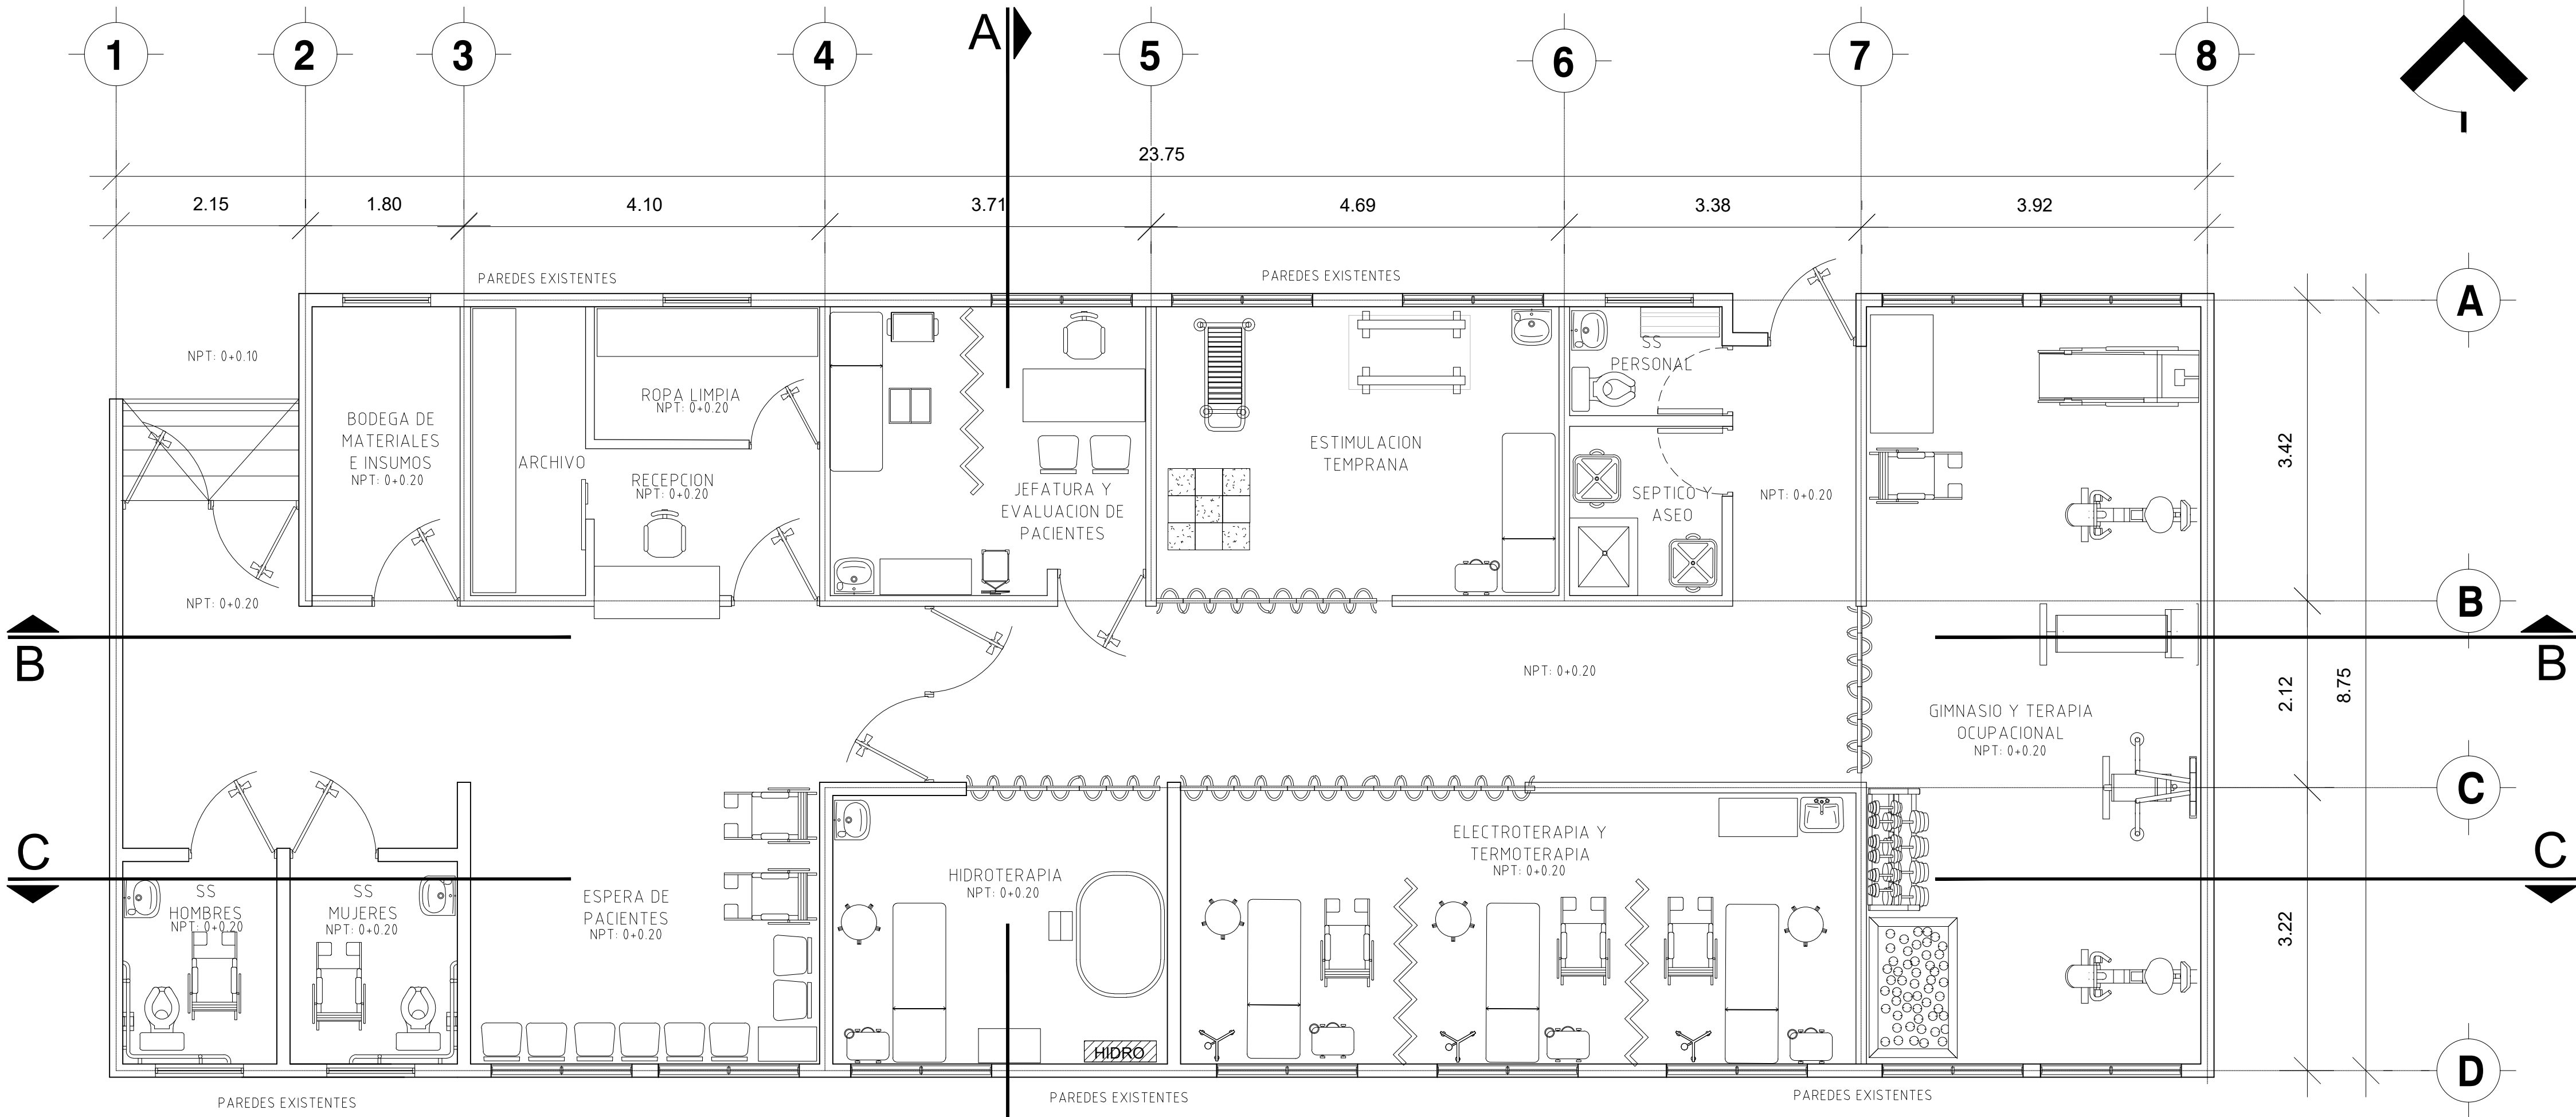 1
2
3
4
A
5
6
7
8
23.75
2.15
1.80
4.10
3.71
4.69
3.38
3.92
PAREDES EXISTENTES
PAREDES EXISTENTES
A
NPT: 0+0.10
BODEGA DE
MATERIALES
E INSUMOS
NPT: 0+0.20
ARCHIVO
ROPA LIMPIA
NPT: 0+0.20
RECEPCION
NPT: 0+0.20
JEFATURA Y
EVALUACION DE
PACIENTES
ESTIMULACION
TEMPRANA
SS
PERSONAL
SEPTICO Y
ASEO
NPT: 0+0.20
3.42
NPT: 0+0.20
B
B
B
NPT: 0+0.20
2.12
8.75
GIMNASIO Y TERAPIA
OCUPACIONAL
NPT: 0+0.20
C
C
C
SS
HOMBRES
NPT: 0+0.20
SS
MUJERES
NPT: 0+0.20
ESPERA DE
PACIENTES
NPT: 0+0.20
HIDROTERAPIA
NPT: 0+0.20
ELECTROTERAPIA Y
TERMOTERAPIA
NPT: 0+0.20
3.22
HIDRO
D
PAREDES EXISTENTES
PAREDES EXISTENTES
PAREDES EXISTENTES